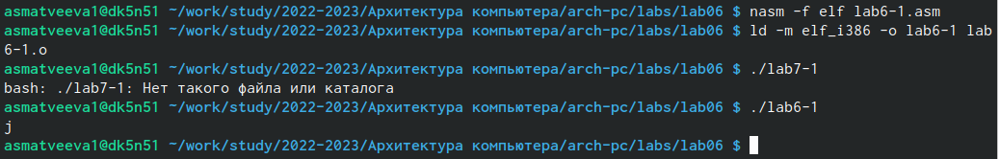 asmatveeva1@dk5n51 ~/work/study/2022-2023/Архитектура компьютера/arch-pc/labs/lab06 $ nasm -f elf lab6-1.asm
asmatveeva1@dk5n51 ~/work/study/2022-2023/Архитектура компьютера/arch-pc/labs/lab06 $ ld -m elf_i386 -o lab6-1 lab
6-1.o
asmatveeva1@dk5n51 ~/work/study/2022-2023/Архитектура компьютера/arch-pc/labs/lab06 $ ./lab7-1
bash: ./lab7-1: Нет такого файла или каталога
asmatveeva1@dk5n51 ~/work/study/2022-2023/Архитектура компьютера/arch-pc/labs/lab06 $ ./lab6-1
j
asmatveeva1@dk5n51 ~/work/study/2022-2023/Архитектура компьютера/arch-pc/labs/lab06 $